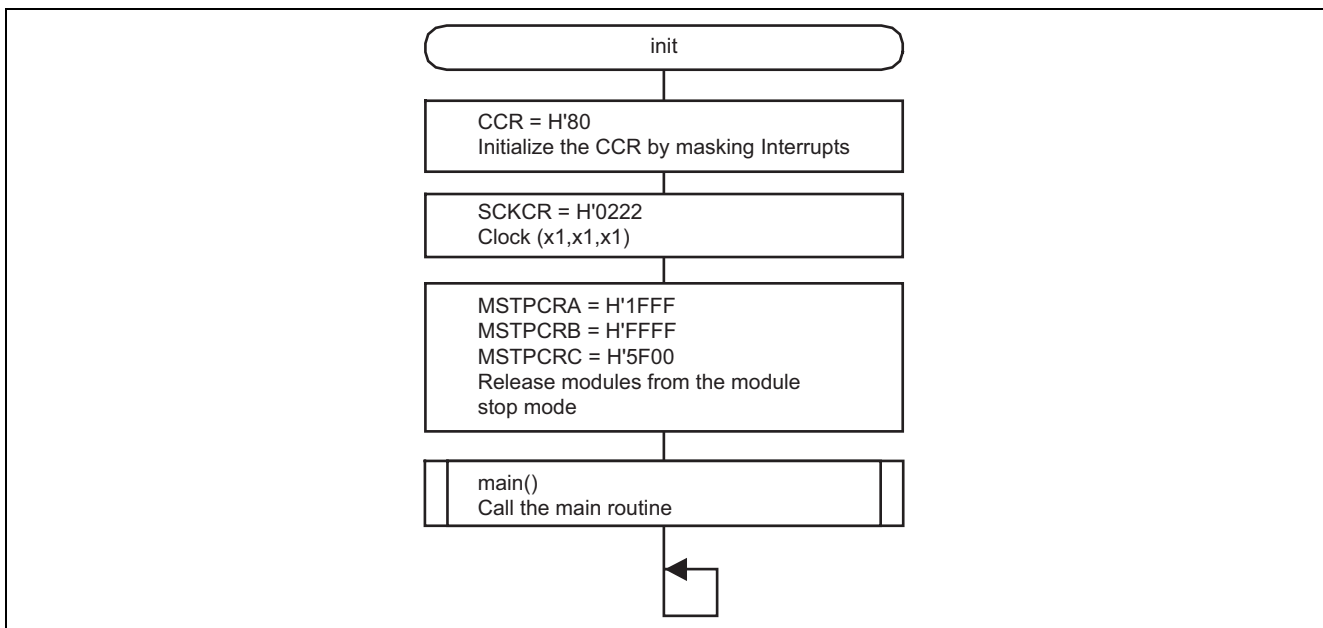 init
CCR = H'80
Initialize the CCR by masking Interrupts
SCKCR = H'0222
Clock (x1,x1,x1)
MSTPCRA = H'1FFF
MSTPCRB = H'FFFF
MSTPCRC = H'5F00
Release modules from the module
stop mode
main()
Call the main routine